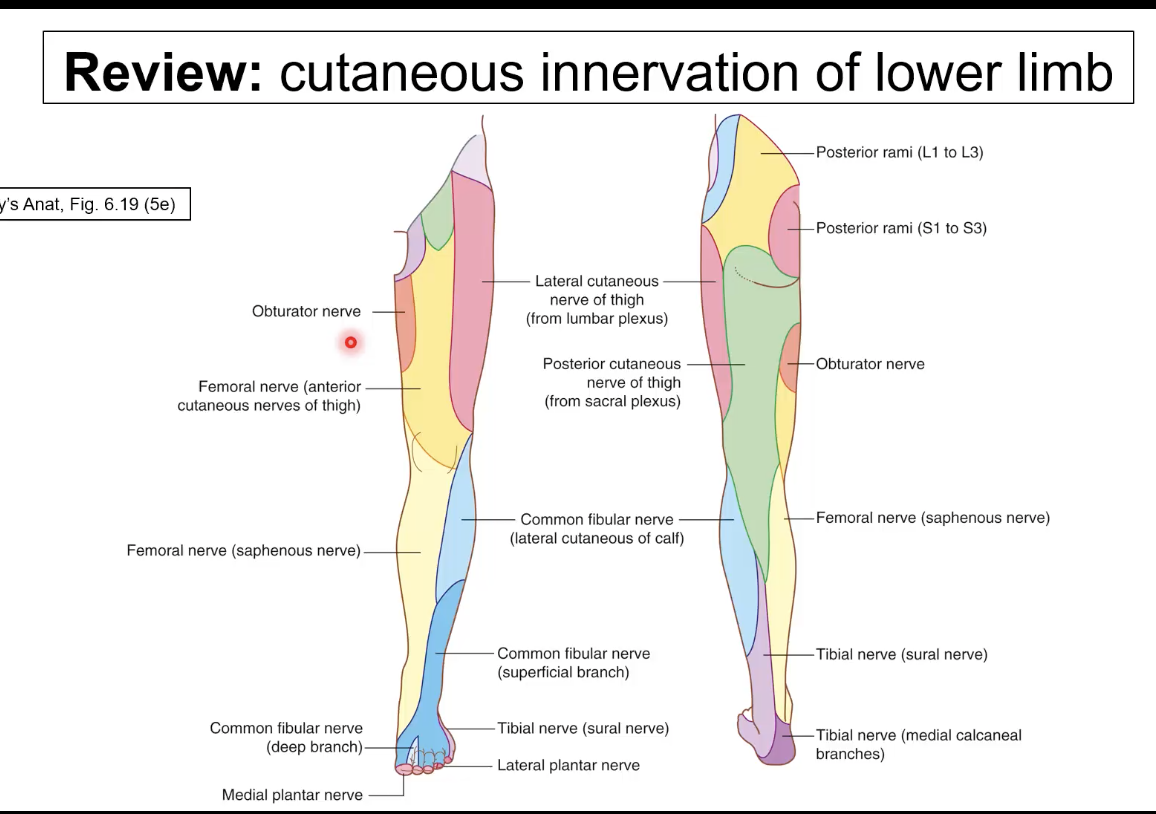 Review: cutaneous innervation of lower limb
y's Anat, Fig. 6.19 (5e)
Obturator nerve
Femoral nerve (anterior
cutaneous nerves of thigh)
Femoral nerve (saphenous nerve)
Common fibular nerve
(deep branch)
Medial plantar nerve
Lateral cutaneous
nerve of thigh
(from lumbar plexus)
Posterior cutaneous
nerve of thigh
(from sacral plexus)
Common fibular nerve
(lateral cutaneous of calf)
Common fibular nerve
(superficial branch)
Tibial nerve (sural nerve)
Lateral plantar nerve
Posterior rami (L1 to L3)
Posterior rami (S1 to S3)
Obturator nerve
Femoral nerve (saphenous nerve)
Tibial nerve (sural nerve)
Tibial nerve (medial calcaneal
branches)